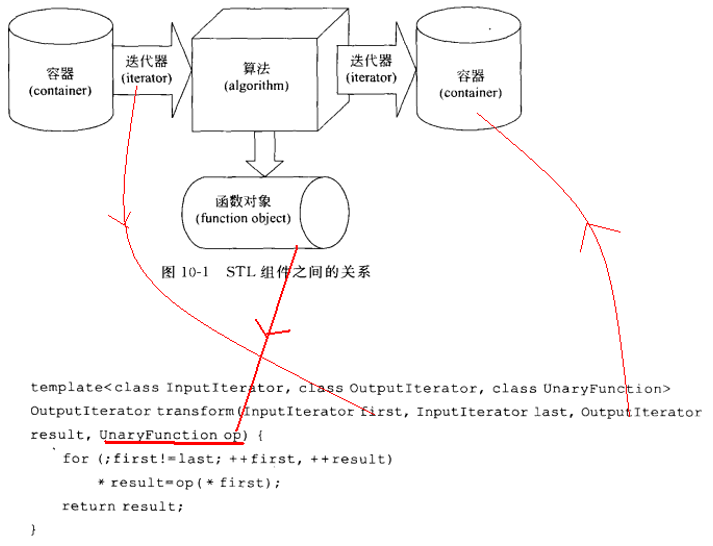 容器
(container)
迭代器
(iterator)
算法
(algorithm)
迭代器
(iterator)
容器
(container)
函数对象
(function object)
图 10-1 STL 组件之间的关系
template<class InputIterator, class OutputIterator, class UnaryFunction>
OutputIterator transform(InputIterator first, InputIterator last, OutputIterator
result, UnaryFunction op) {
for (;first!=last; ++first, ++result)
* result=op(* first);
return result;
}